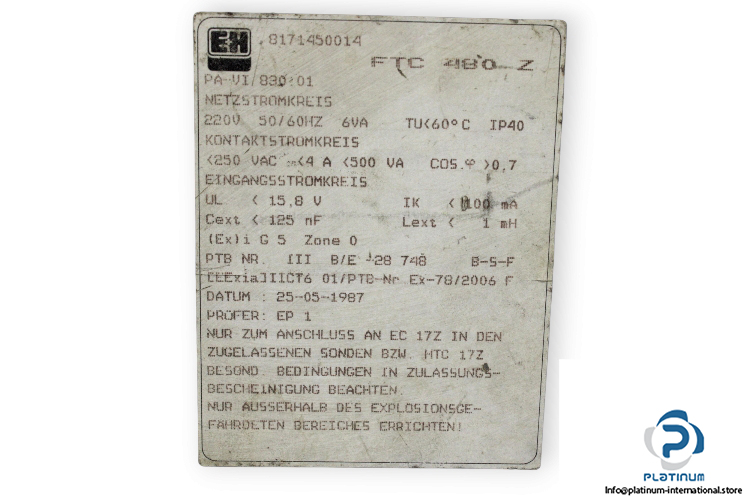 E+H
8171450014
FTC 480 Z
PA-VI/830:01
NETZSTROMKREIS
220V 50/60HZ 6VA TU<60°C IP40
KONTAKTSTROMKREIS
<250 VAC <4 A <500 VA COS.φ >0,7
EINGANGSSTROMKREIS
UL < 15,8 V IK < 100 mA
Cext < 125 nF Lext < 1 mH
(Ex)i G 5 Zone 0
PTB NR. III B/E -28 748 B-S-F
[EExia]IICT6 01/PTB-Nr Ex-78/2006 F
DATUM : 25-05-1987
PRÖFER: EP 1
NUR ZUM ANSCHLUSS AN EC 17Z IN DEN
ZUGELASSENEN SONDEN BZW. HTC 17Z
BESOND. BEDINGUNGEN IN ZULASSUNGS-
BESCHEINIGUNG BEACHTEN.
NUR AUSSERHALB DES EXPLOSIONSGE-
FÄHRDETEN BEREICHES ERRICHTEN!
PLATINUM
Info@platinum-international.store